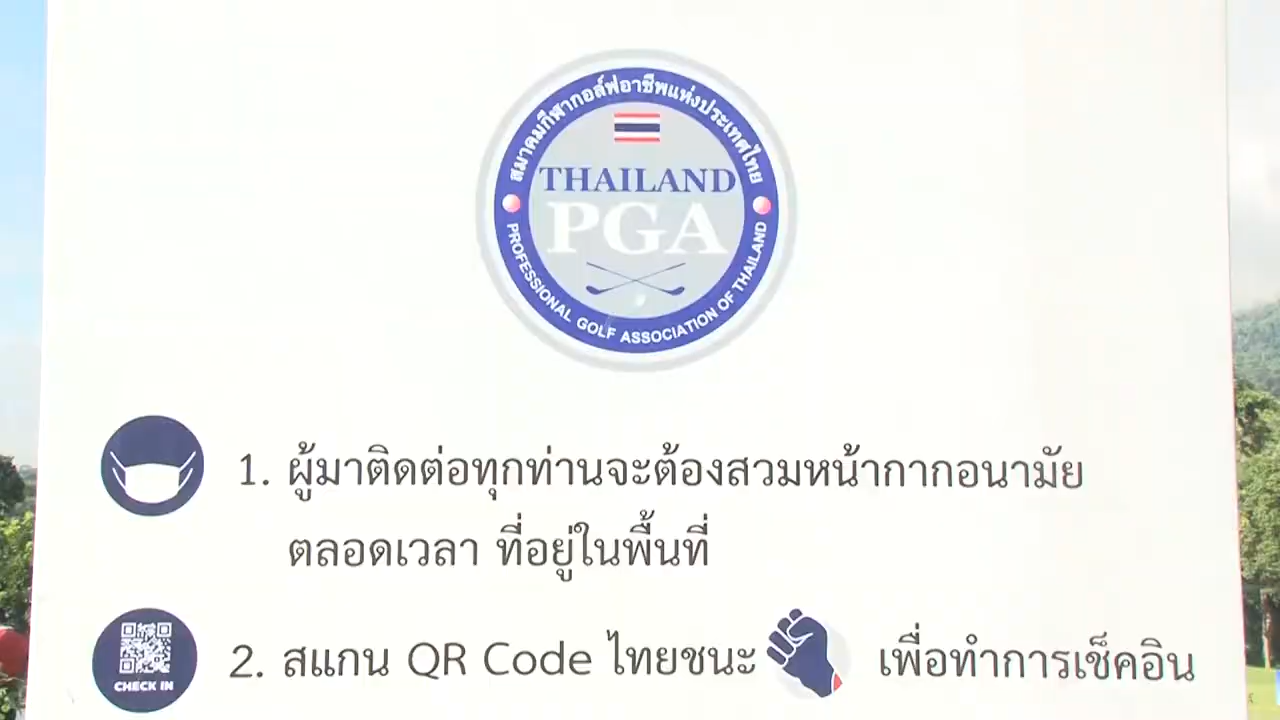 สมาคมกีฬากอล์ฟอาชีพแห่งประเทศไทย
THAILAND
PGA
PROFESSIONAL GOLF ASSOCIATION OF THAILAND
1. ผู้มาติดต่อทุกท่านจะต้องสวมหน้ากากอนามัย
ตลอดเวลา ที่อยู่ในพื้นที่
2. สแกน QR Code ไทยชนะ เพื่อทำการเช็คอิน
CHECK IN